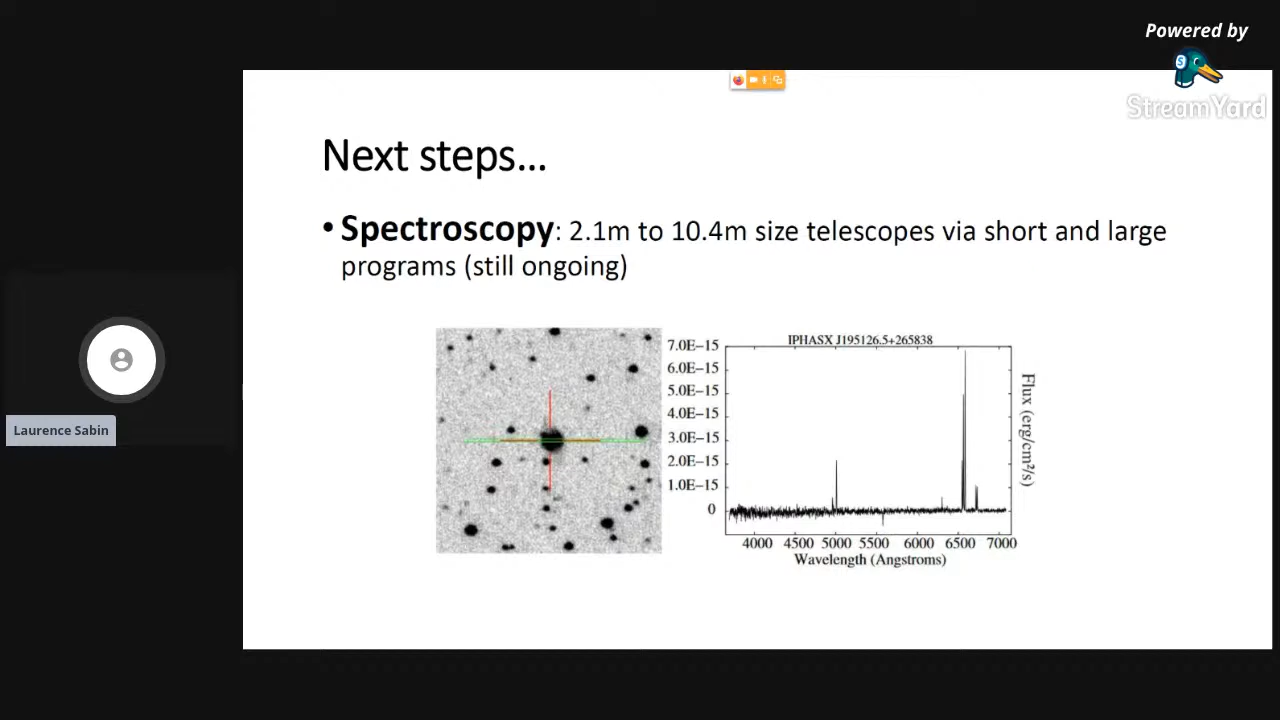 Powered by
StreamYard
Next steps...
• Spectroscopy: 2.1m to 10.4m size telescopes via short and large
programs (still ongoing)
IPHASX J195126.5+265838
7.0E−15
6.0E−15
5.0E−15
4.0E−15
3.0E−15
2.0E−15
1.0E−15
0
Flux (erg/cm²/s)
4000 4500 5000 5500 6000 6500 7000
Wavelength (Angstroms)
Laurence Sabin